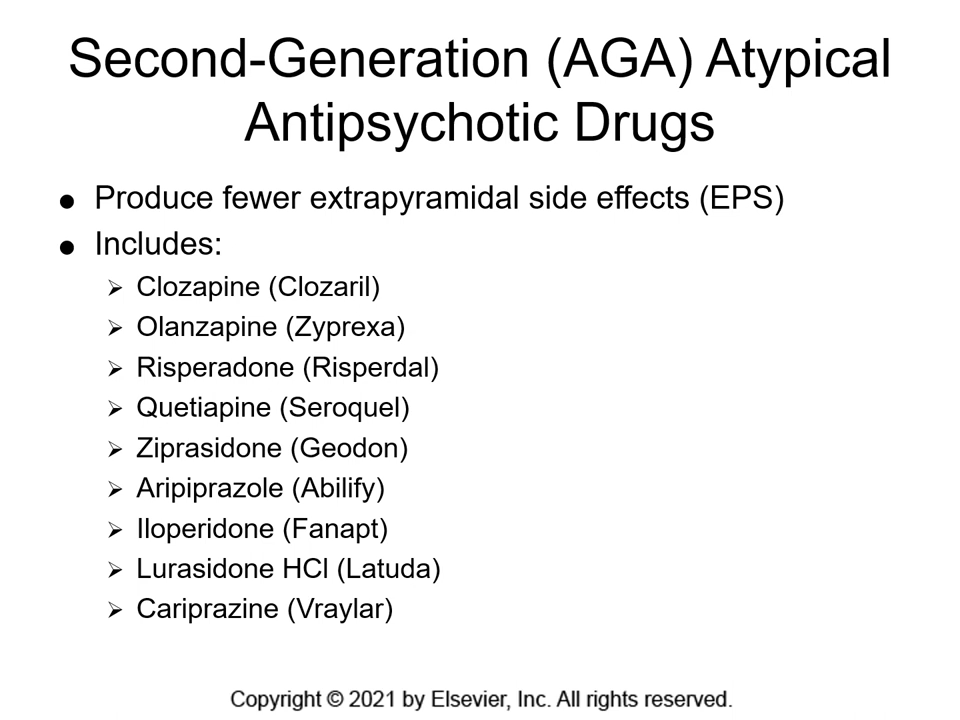 Second-Generation (AGA) Atypical
Antipsychotic Drugs
● Produce fewer extrapyramidal side effects (EPS)
● Includes:
➢ Clozapine (Clozaril)
➢ Olanzapine (Zyprexa)
➢ Risperadone (Risperdal)
➢ Quetiapine (Seroquel)
➢ Ziprasidone (Geodon)
➢ Aripiprazole (Abilify)
➢ Iloperidone (Fanapt)
➢ Lurasidone HCl (Latuda)
➢ Cariprazine (Vraylar)
Copyright © 2021 by Elsevier, Inc. All rights reserved.